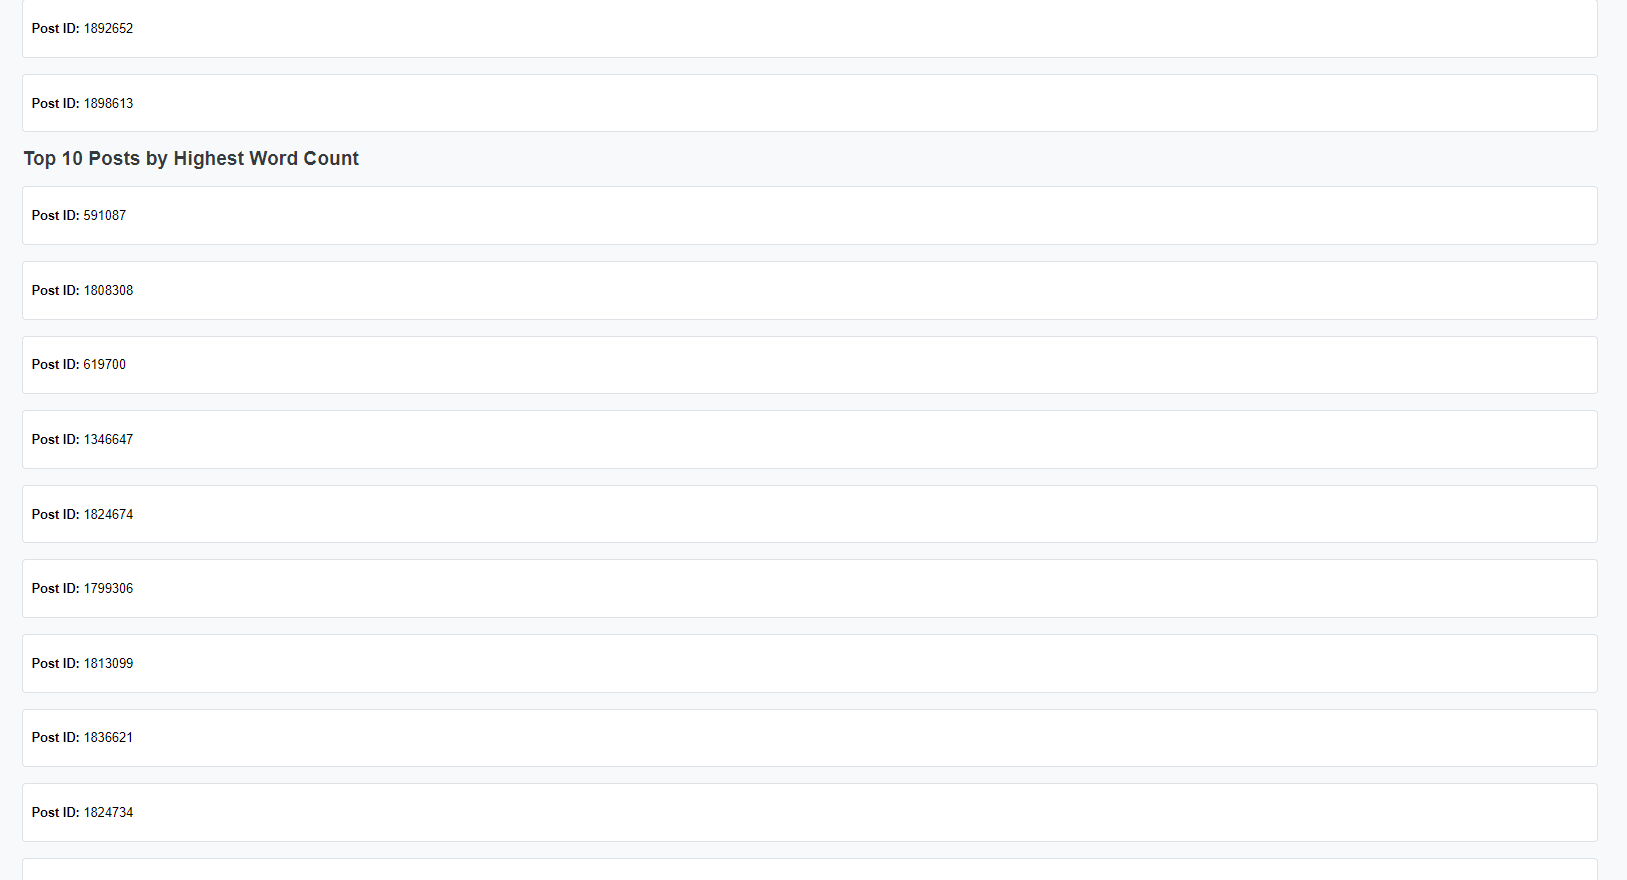 Post ID: 1892652
Post ID: 1898613
Top 10 Posts by Highest Word Count
Post ID: 591087
Post ID: 1808308
Post ID: 619700
Post ID: 1346647
Post ID: 1824674
Post ID: 1799306
Post ID: 1813099
Post ID: 1836621
Post ID: 1824734